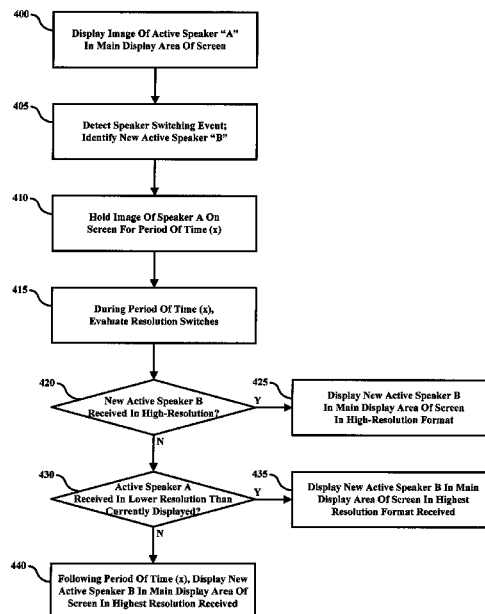 400
Display Image Of Active Speaker “A”
In Main Display Area Of Screen
405
Detect Speaker Switching Event;
Identify New Active Speaker “B”
410
Hold Image Of Speaker A On
Screen For Period Of Time (x)
415
During Period Of Time (x),
Evaluate Resolution Switches
420
New Active Speaker B
Received In High-Resolution?
Y
N
425
Display New Active Speaker B
In Main Display Area Of Screen
In High-Resolution Format
430
Active Speaker A
Received In Lower Resolution Than
Currently Displayed?
Y
N
435
Display New Active Speaker B In Main
Display Area Of Screen In Highest
Resolution Format Received
440
Following Period Of Time (x), Display New
Active Speaker B In Main Display Area Of
Screen In Highest Resolution Received